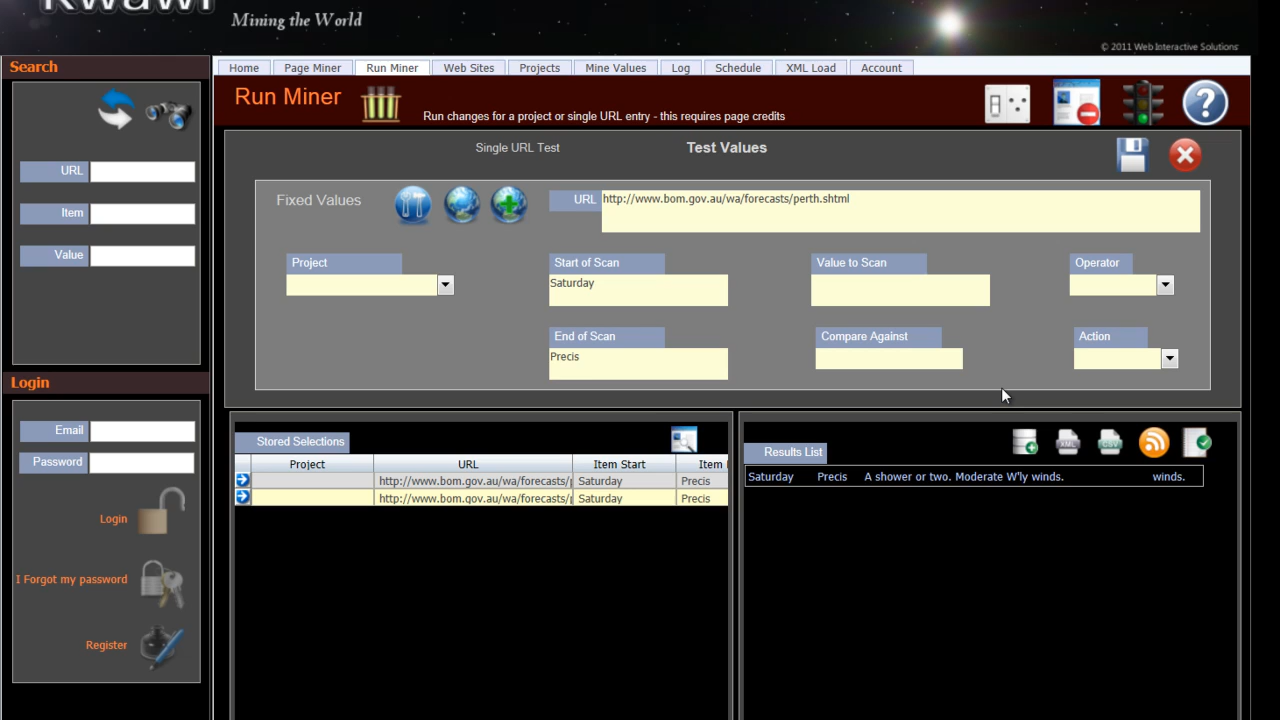 Kwawl
Mining the World
© 2011 Web Interactive Solutions
Search
URL
Item
Value
Login
Email
Password
Login
I Forgot my password
Register
Home Page Miner Run Miner Web Sites Projects Mine Values Log Schedule XML Load Account
Run Miner
Run changes for a project or single URL entry - this requires page credits
Single URL Test Test Values
Fixed Values
URL http://www.bom.gov.au/wa/forecasts/perth.shtml
Project Start of Scan Value to Scan Operator
Saturday
End of Scan Compare Against Action
Precis
Stored Selections
Project URL Item Start Item
http://www.bom.gov.au/wa/forecasts/ Saturday Precis
http://www.bom.gov.au/wa/forecasts/ Saturday Precis
XML CSV
Results List
Saturday Precis A shower or two. Moderate W'ly winds. winds.